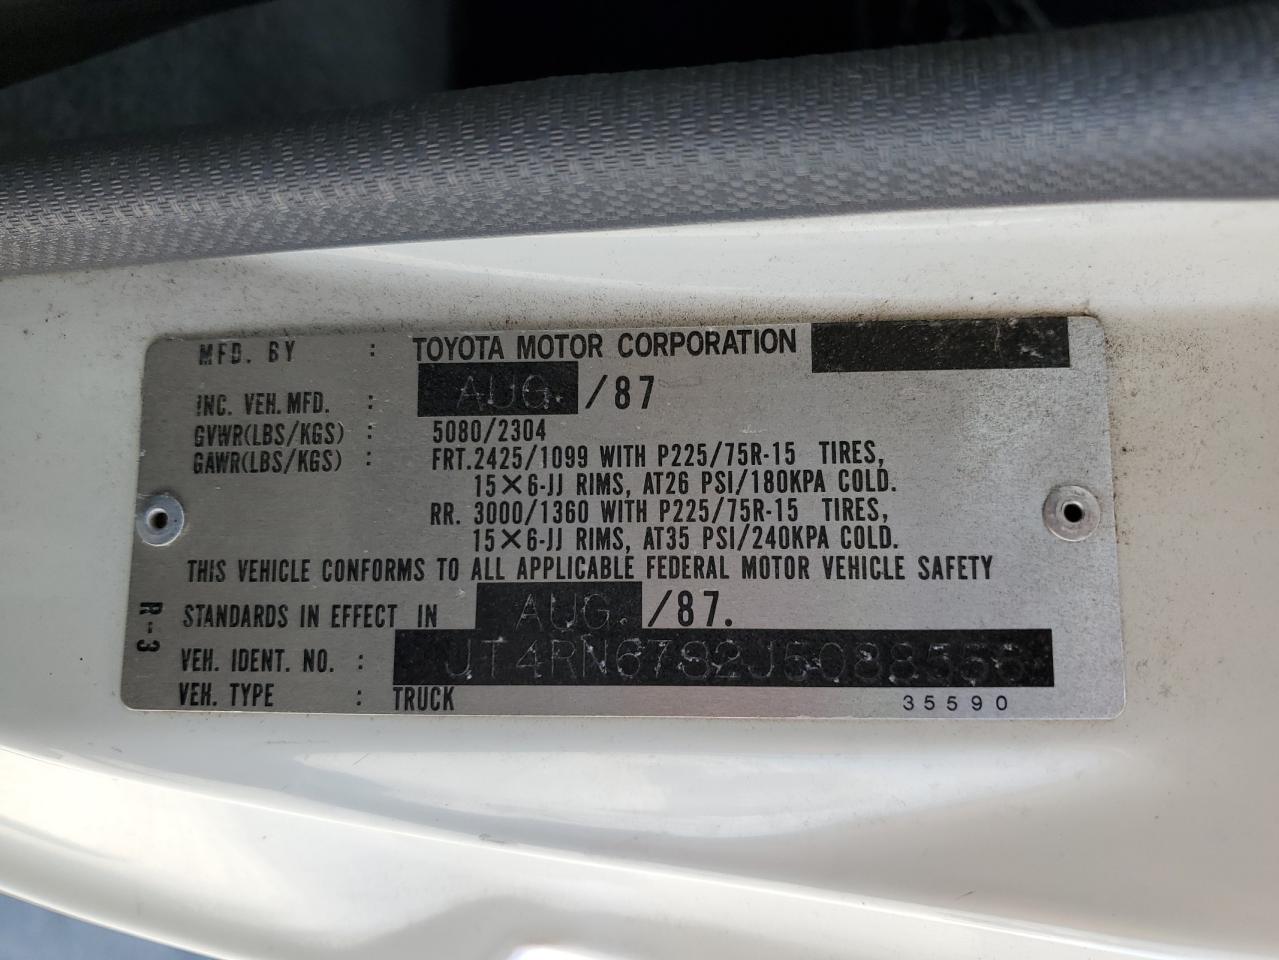 MFD. BY : TOYOTA MOTOR CORPORATION
INC. VEH. MFD. : AUG. /87
GVWR(LBS/KGS) : 5080/2304
GAWR(LBS/KGS) : FRT.2425/1099 WITH P225/75R-15 TIRES,
15×6-JJ RIMS, AT26 PSI/180KPA COLD.
RR. 3000/1360 WITH P225/75R-15 TIRES,
15×6-JJ RIMS, AT35 PSI/240KPA COLD.
THIS VEHICLE CONFORMS TO ALL APPLICABLE FEDERAL MOTOR VEHICLE SAFETY
STANDARDS IN EFFECT IN AUG. /87.
VEH. IDENT. NO. : JT4RN67S2J5088556
VEH. TYPE : TRUCK 35590
R-3